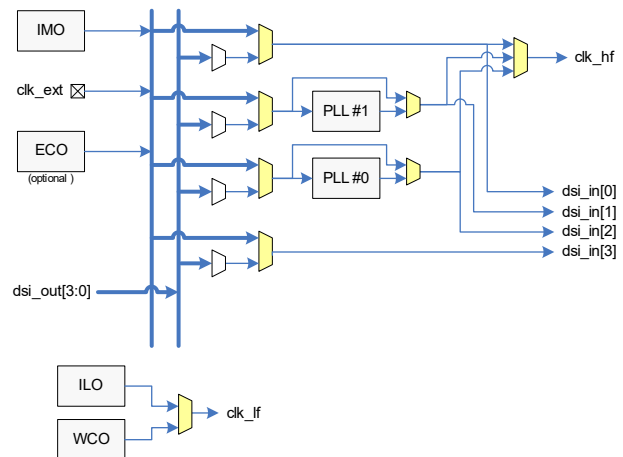 IMO
clk_hf
clk_ext
PLL #1
ECO
(optional )
PLL #0
dsi_in[0]
dsi_in[1]
dsi_in[2]
dsi_in[3]
dsi_out[3:0]
ILO
clk_lf
WCO